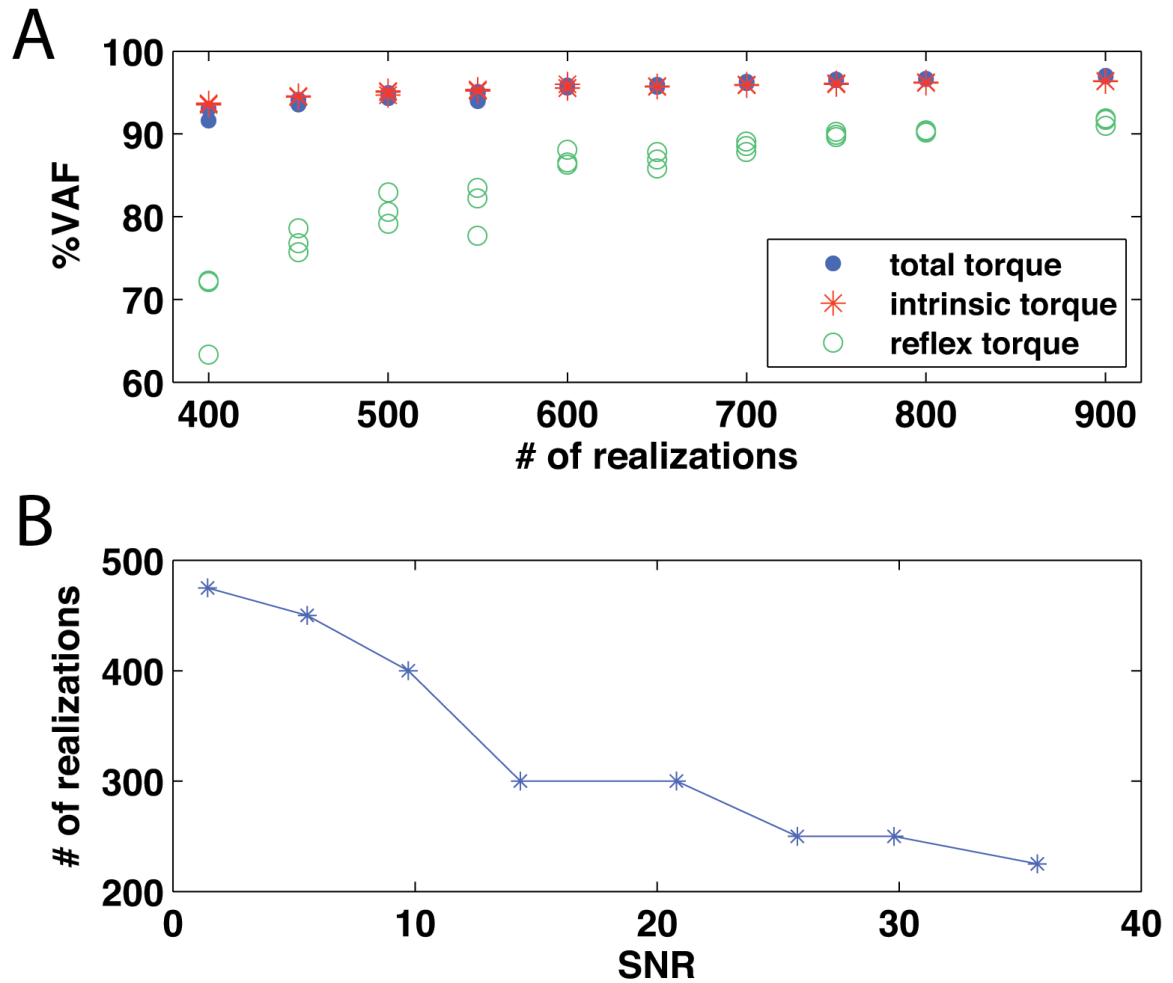 A
100
90
80
70
60
%VAF
total torque
intrinsic torque
reflex torque
400 500 600 700 800 900
# of realizations
B
500
400
300
200
# of realizations
0 10 20 30 40
SNR